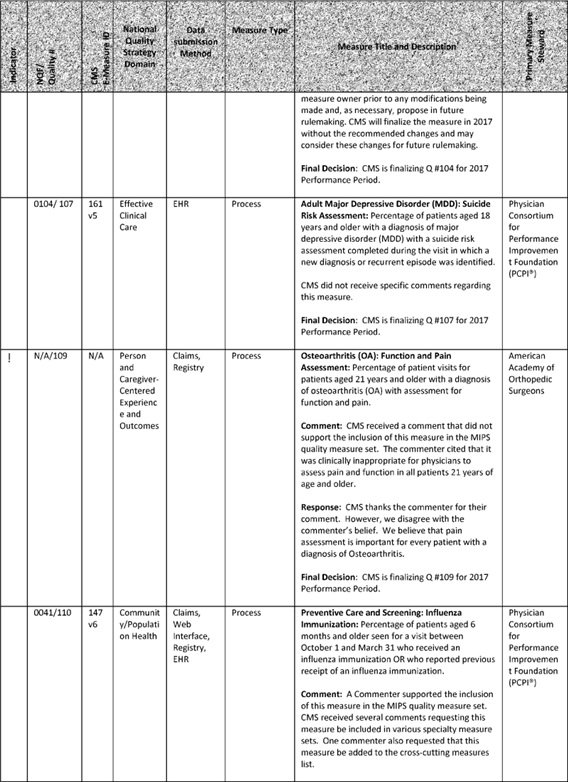 Indicator
NQF/
Quality #
CMS
E-Measure ID
National
Quality
Strategy
Domain
Data
submission
Method
Measure Type
Measure Title and Description
Primary Measure
Steward
measure owner prior to any modifications being
made and, as necessary, propose in future
rulemaking. CMS will finalize the measure in 2017
without the recommended changes and may
consider these changes for future rulemaking.
Final Decision: CMS is finalizing Q #104 for 2017
Performance Period.
0104/ 107
161
v5
Effective
Clinical
Care
EHR
Process
Adult Major Depressive Disorder (MDD): Suicide
Risk Assessment: Percentage of patients aged 18
years and older with a diagnosis of major
depressive disorder (MDD) with a suicide risk
assessment completed during the visit in which a
new diagnosis or recurrent episode was identified.
CMS did not receive specific comments regarding
this measure.
Final Decision: CMS is finalizing Q #107 for 2017
Performance Period.
Physician
Consortium
for
Performance
Improvemen
t Foundation
(PCPI®)
!
N/A/109
N/A
Person
and
Caregiver-
Centered
Experienc
e and
Outcomes
Claims,
Registry
Process
Osteoarthritis (OA): Function and Pain
Assessment: Percentage of patient visits for
patients aged 21 years and older with a diagnosis
of osteoarthritis (OA) with assessment for
function and pain.
Comment: CMS received a comment that did not
support the inclusion of this measure in the MIPS
quality measure set. The commenter cited that it
was clinically inappropriate for physicians to
assess pain and function in all patients 21 years of
age and older.
Response: CMS thanks the commenter for their
comment. However, we disagree with the
commenter's belief. We believe that pain
assessment is important for every patient with a
diagnosis of Osteoarthritis.
Final Decision: CMS is finalizing Q #109 for 2017
Performance Period.
American
Academy of
Orthopedic
Surgeons
0041/110
147
v6
Communit
y/Populati
on Health
Claims,
Web
Interface,
Registry,
EHR
Process
Preventive Care and Screening: Influenza
Immunization: Percentage of patients aged 6
months and older seen for a visit between
October 1 and March 31 who received an
influenza immunization OR who reported previous
receipt of an influenza immunization.
Comment: A Commenter supported the inclusion
of this measure in the MIPS quality measure set.
CMS received several comments requesting this
measure be included in various specialty measure
sets. One commenter also requested that this
measure be added to the cross-cutting measures
list.
Physician
Consortium
for
Performance
Improvemen
t Foundation
(PCPI®)